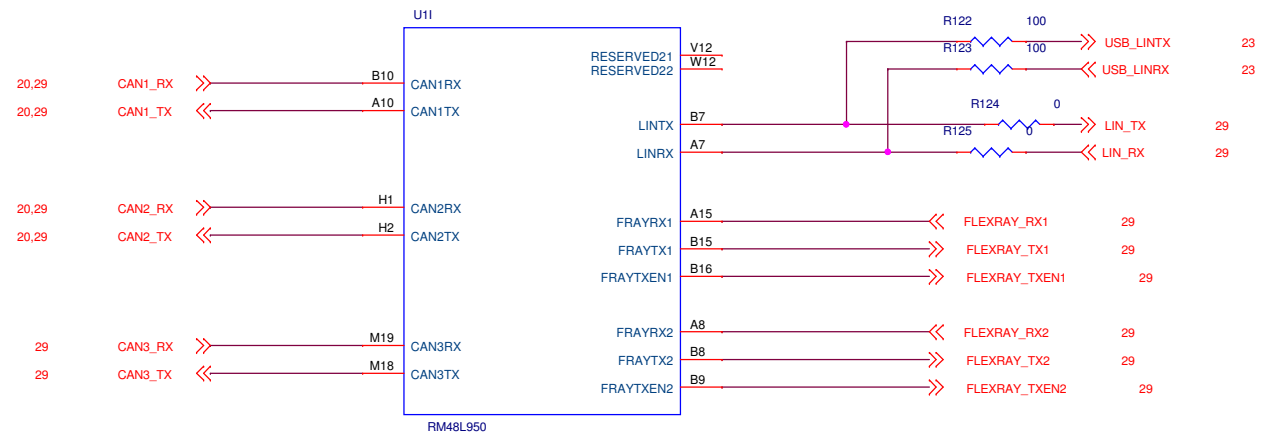 U1I
R122 100
USB_LINTX 23
R123 100
USB_LINRX 23
RESERVED21 V12
RESERVED22 W12
20,29 CAN1_RX B10 CAN1RX
20,29 CAN1_TX A10 CAN1TX
R124 0
LINTX B7 LIN_TX 29
R125 0
LINRX A7 LIN_RX 29
20,29 CAN2_RX H1 CAN2RX
20,29 CAN2_TX H2 CAN2TX
FRAYRX1 A15 FLEXRAY_RX1 29
FRAYTX1 B15 FLEXRAY_TX1 29
FRAYTXEN1 B16 FLEXRAY_TXEN1 29
FRAYRX2 A8 FLEXRAY_RX2 29
29 CAN3_RX M19 CAN3RX
FRAYTX2 B8 FLEXRAY_TX2 29
29 CAN3_TX M18 CAN3TX
FRAYTXEN2 B9 FLEXRAY_TXEN2 29
RM48L950